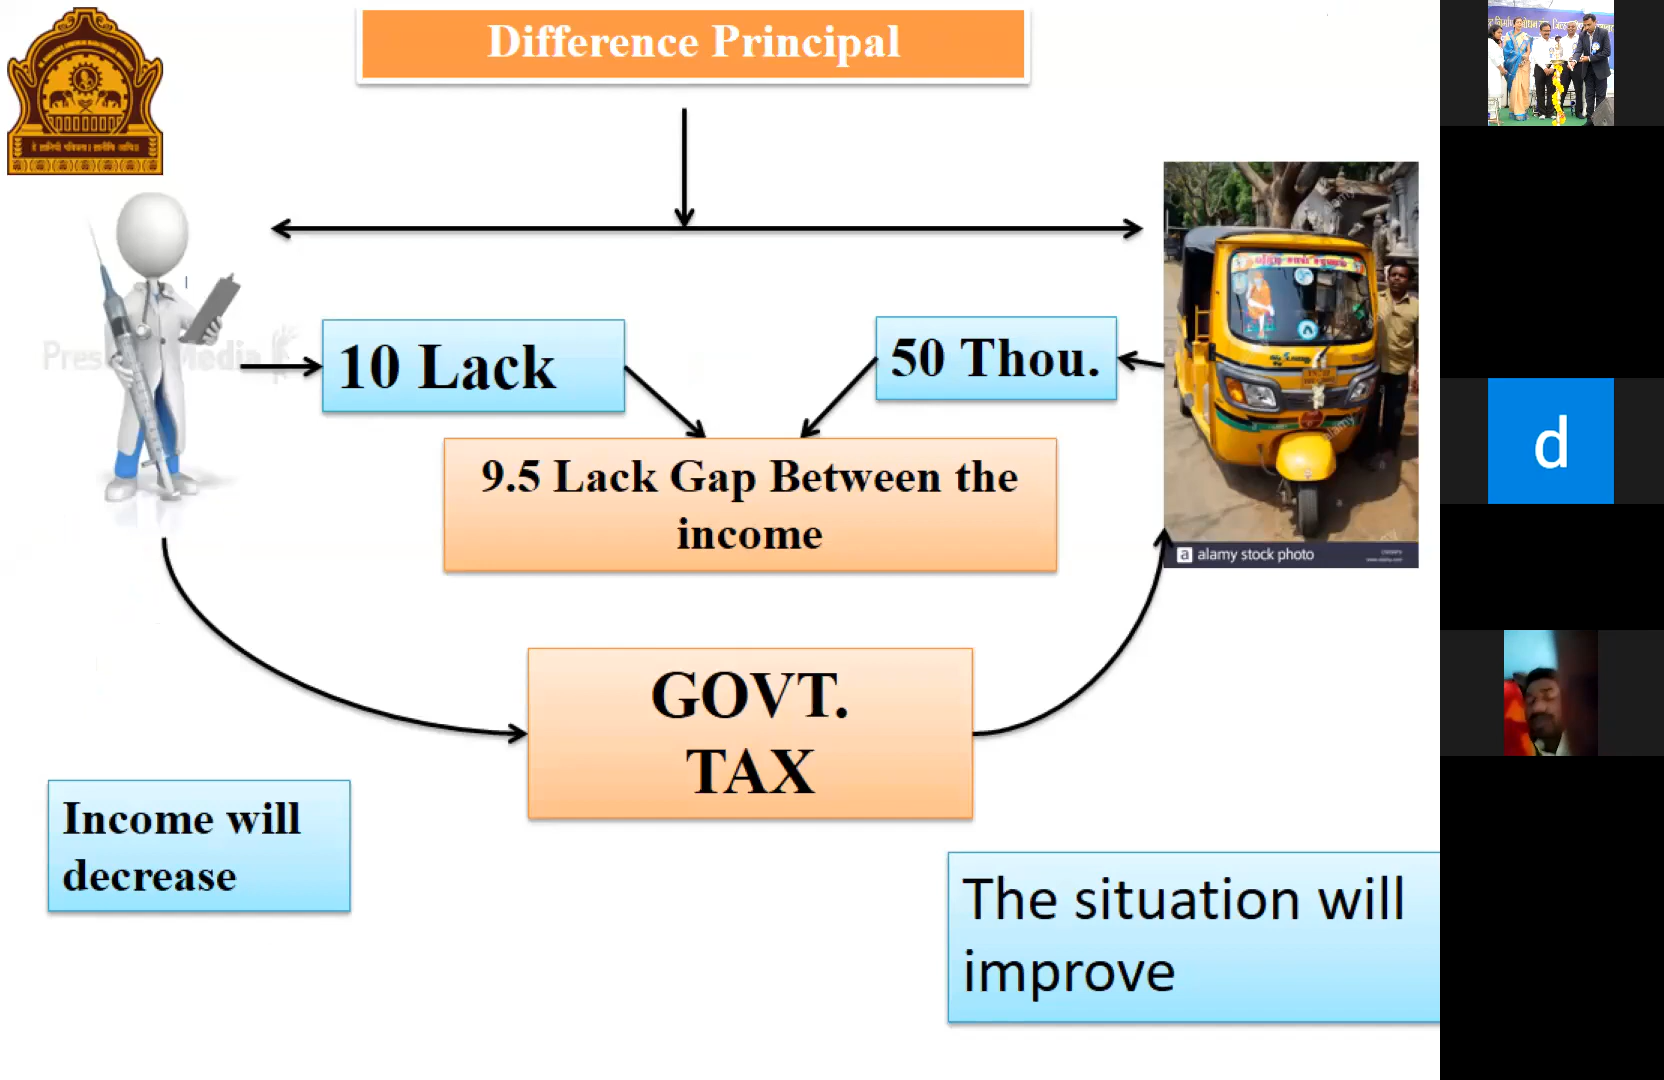 Difference Principal
10 Lack
50 Thou.
9.5 Lack Gap Between the
income
GOVT.
TAX
Income will
decrease
The situation will
improve
a alamy stock photo
d